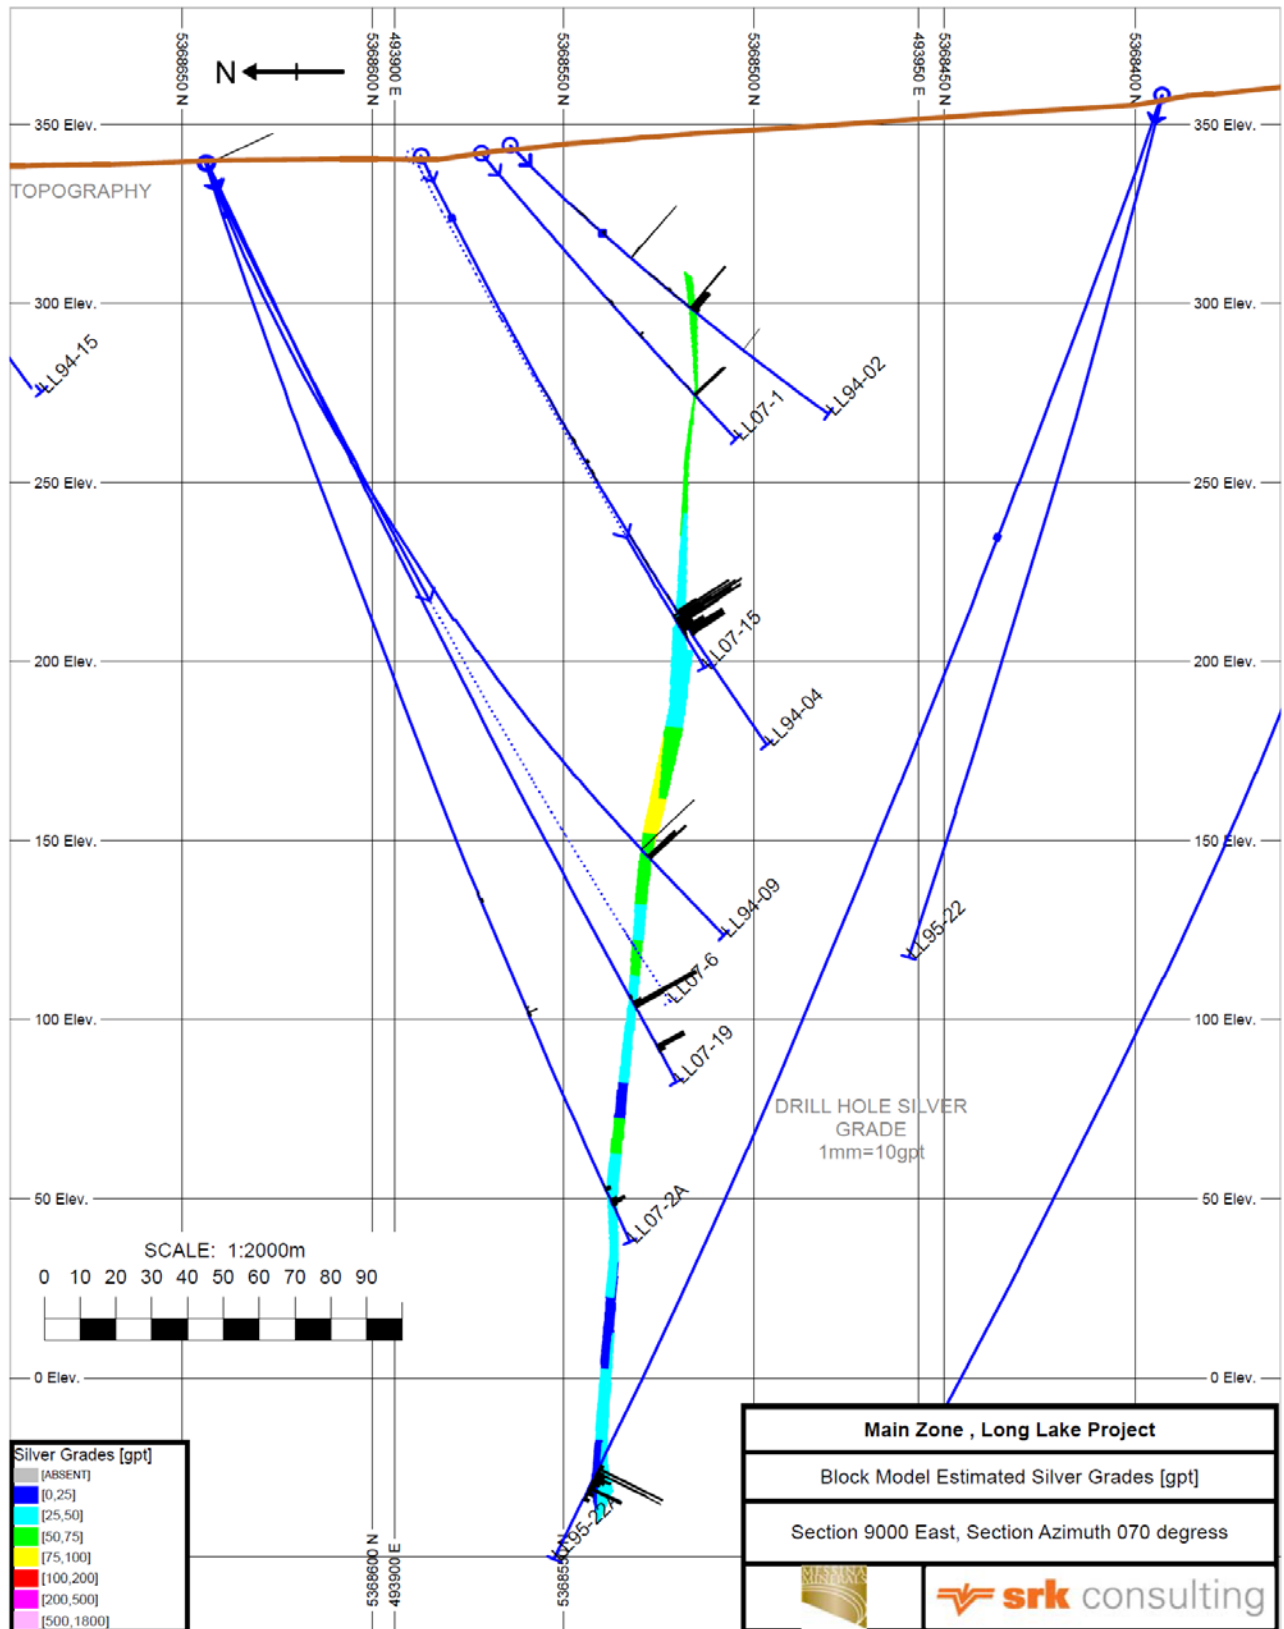 5368650 N
5368600 N
493900 E
5368550 N
5368500 N
493950 E
5368450 N
5368400 N
N
350 Elev.
350 Elev.
TOPOGRAPHY
300 Elev.
300 Elev.
LL94-15
LL94-02
LL07-1
250 Elev.
250 Elev.
LL07-15
200 Elev.
200 Elev.
LL94-04
150 Elev.
150 Elev.
LL94-09
LL95-22
LL07-6
100 Elev.
100 Elev.
LL07-19
DRILL HOLE SILVER
GRADE
1mm=10gpt
50 Elev.
50 Elev.
LL07-2A
SCALE: 1:2000m
0 10 20 30 40 50 60 70 80 90
0 Elev.
0 Elev.
LL95-22A
5368600 N
493900 E
5368550 N
Silver Grades [gpt]
[ABSENT]
[0,25]
[25,50]
[50,75]
[75,100]
[100,200]
[200,500]
[500,1800]
Main Zone , Long Lake Project
Block Model Estimated Silver Grades [gpt]
Section 9000 East, Section Azimuth 070 degress
MESSINA
MINERALS
srk consulting